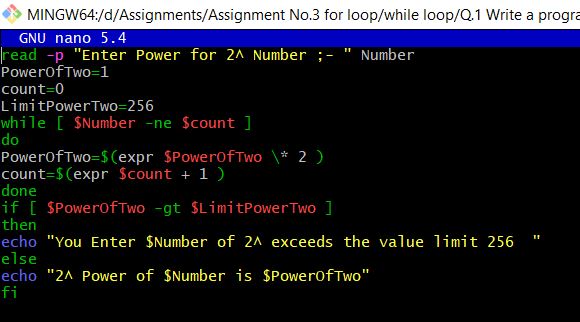 MINGW64:/d/Assignments/Assignment No.3 for loop/while loop/Q.1 Write a progra
GNU nano 5.4
read -p "Enter Power for 2^ Number ;- " Number
PowerOfTwo=1
count=0
LimitPowerTwo=256
while [ $Number -ne $count ]
do
PowerOfTwo=$(expr $PowerOfTwo \* 2 )
count=$(expr $count + 1 )
done
if [ $PowerOfTwo -gt $LimitPowerTwo ]
then
echo "You Enter $Number of 2^ exceeds the value limit 256  "
else
echo "2^ Power of $Number is $PowerOfTwo"
fi